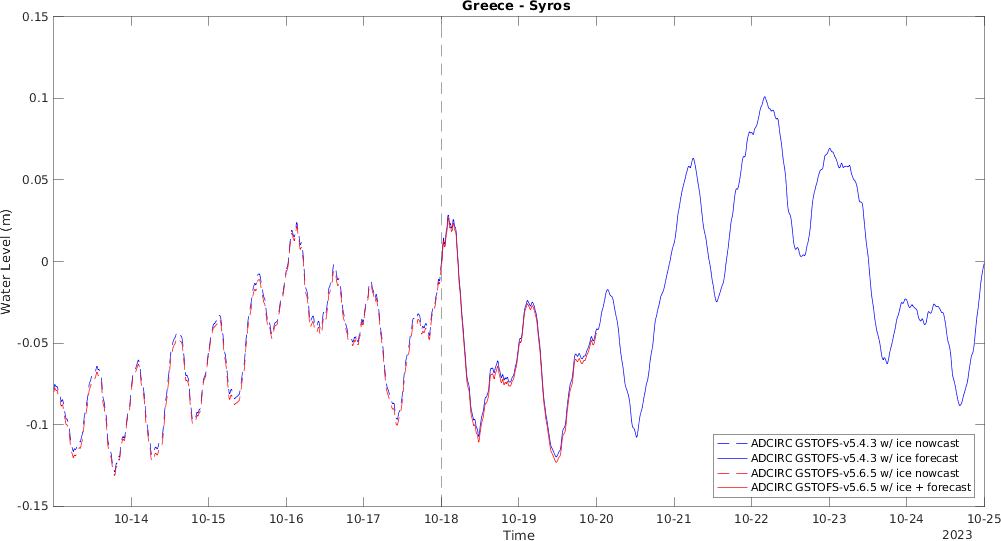 Greece - Syros
0.15
0.1
0.05
0
-0.05
-0.1
-0.15
Water Level (m)
ADCIRC GSTOFS-v5.4.3 w/ ice nowcast
ADCIRC GSTOFS-v5.4.3 w/ ice forecast
ADCIRC GSTOFS-v5.6.5 w/ ice nowcast
ADCIRC GSTOFS-v5.6.5 w/ ice + forecast
10-14 10-15 10-16 10-17 10-18 10-19 10-20 10-21 10-22 10-23 10-24 10-25
Time
2023